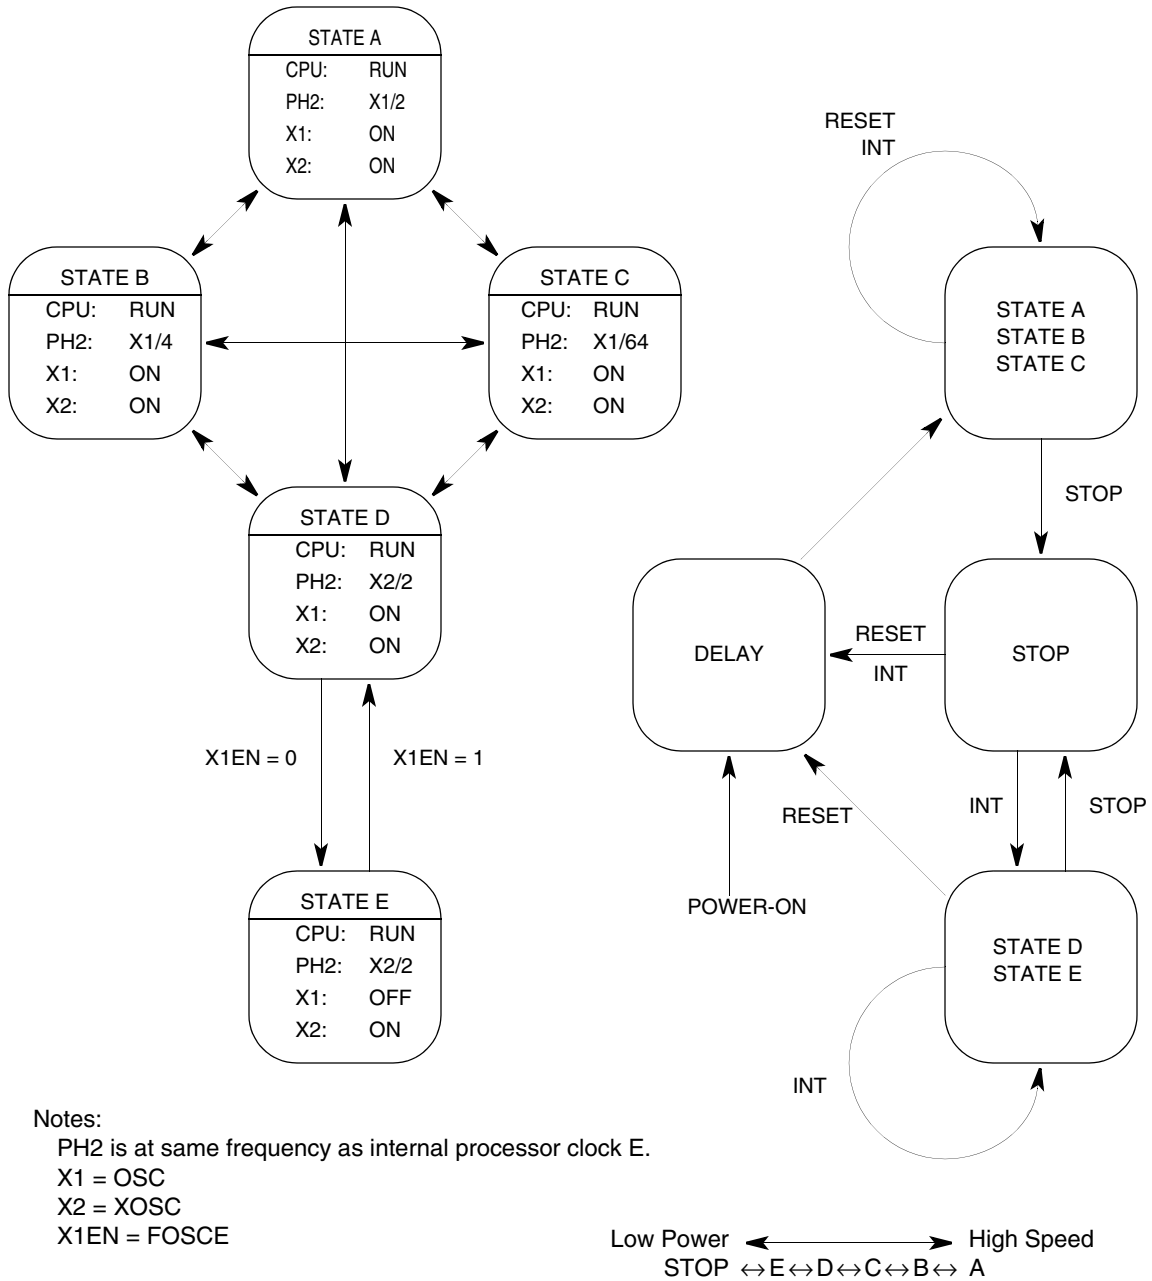 STATE A
CPU: RUN
PH2: X1/2
X1: ON
X2: ON
STATE B
CPU: RUN
PH2: X1/4
X1: ON
X2: ON
STATE C
CPU: RUN
PH2: X1/64
X1: ON
X2: ON
STATE D
CPU: RUN
PH2: X2/2
X1: ON
X2: ON
X1EN = 0
X1EN = 1
STATE E
CPU: RUN
PH2: X2/2
X1: OFF
X2: ON
RESET
INT
STATE A
STATE B
STATE C
STOP
DELAY
RESET
INT
STOP
RESET
INT
STOP
POWER-ON
STATE D
STATE E
INT
Notes:
PH2 is at same frequency as internal processor clock E.
X1 = OSC
X2 = XOSC
X1EN = FOSCE
Low Power High Speed
STOP ↔E↔D↔C↔B↔ A